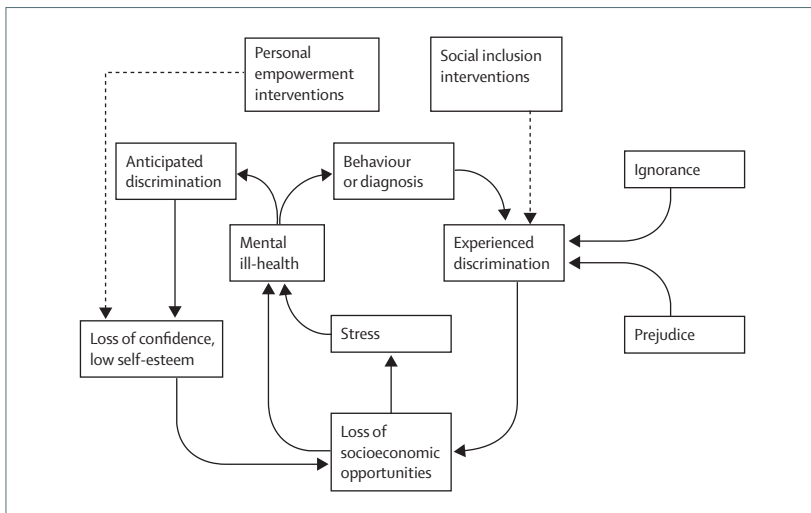 Personal
empowerment
interventions
Social inclusion
interventions
Anticipated
discrimination
Behaviour
or diagnosis
Ignorance
Mental
ill-health
Experienced
discrimination
Loss of confidence,
low self-esteem
Stress
Prejudice
Loss of
socioeconomic
opportunities